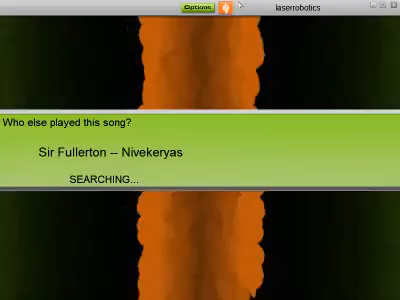 Options
laserrobotics
Who else played this song?
Sir Fullerton -- Nivekeryas
SEARCHING...